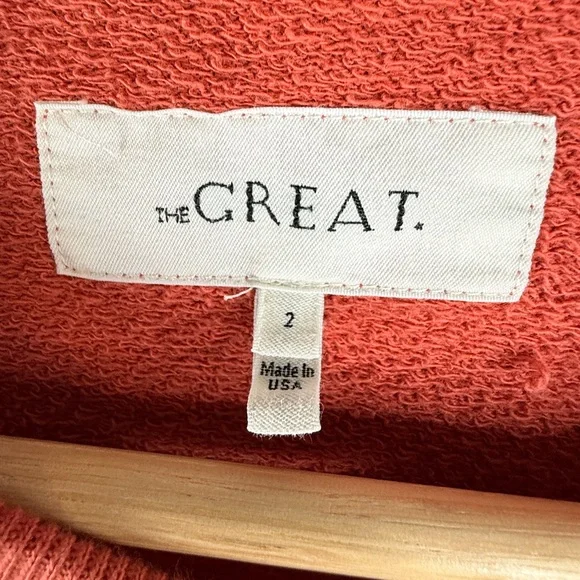 THE GREAT.
2
Made In
USA